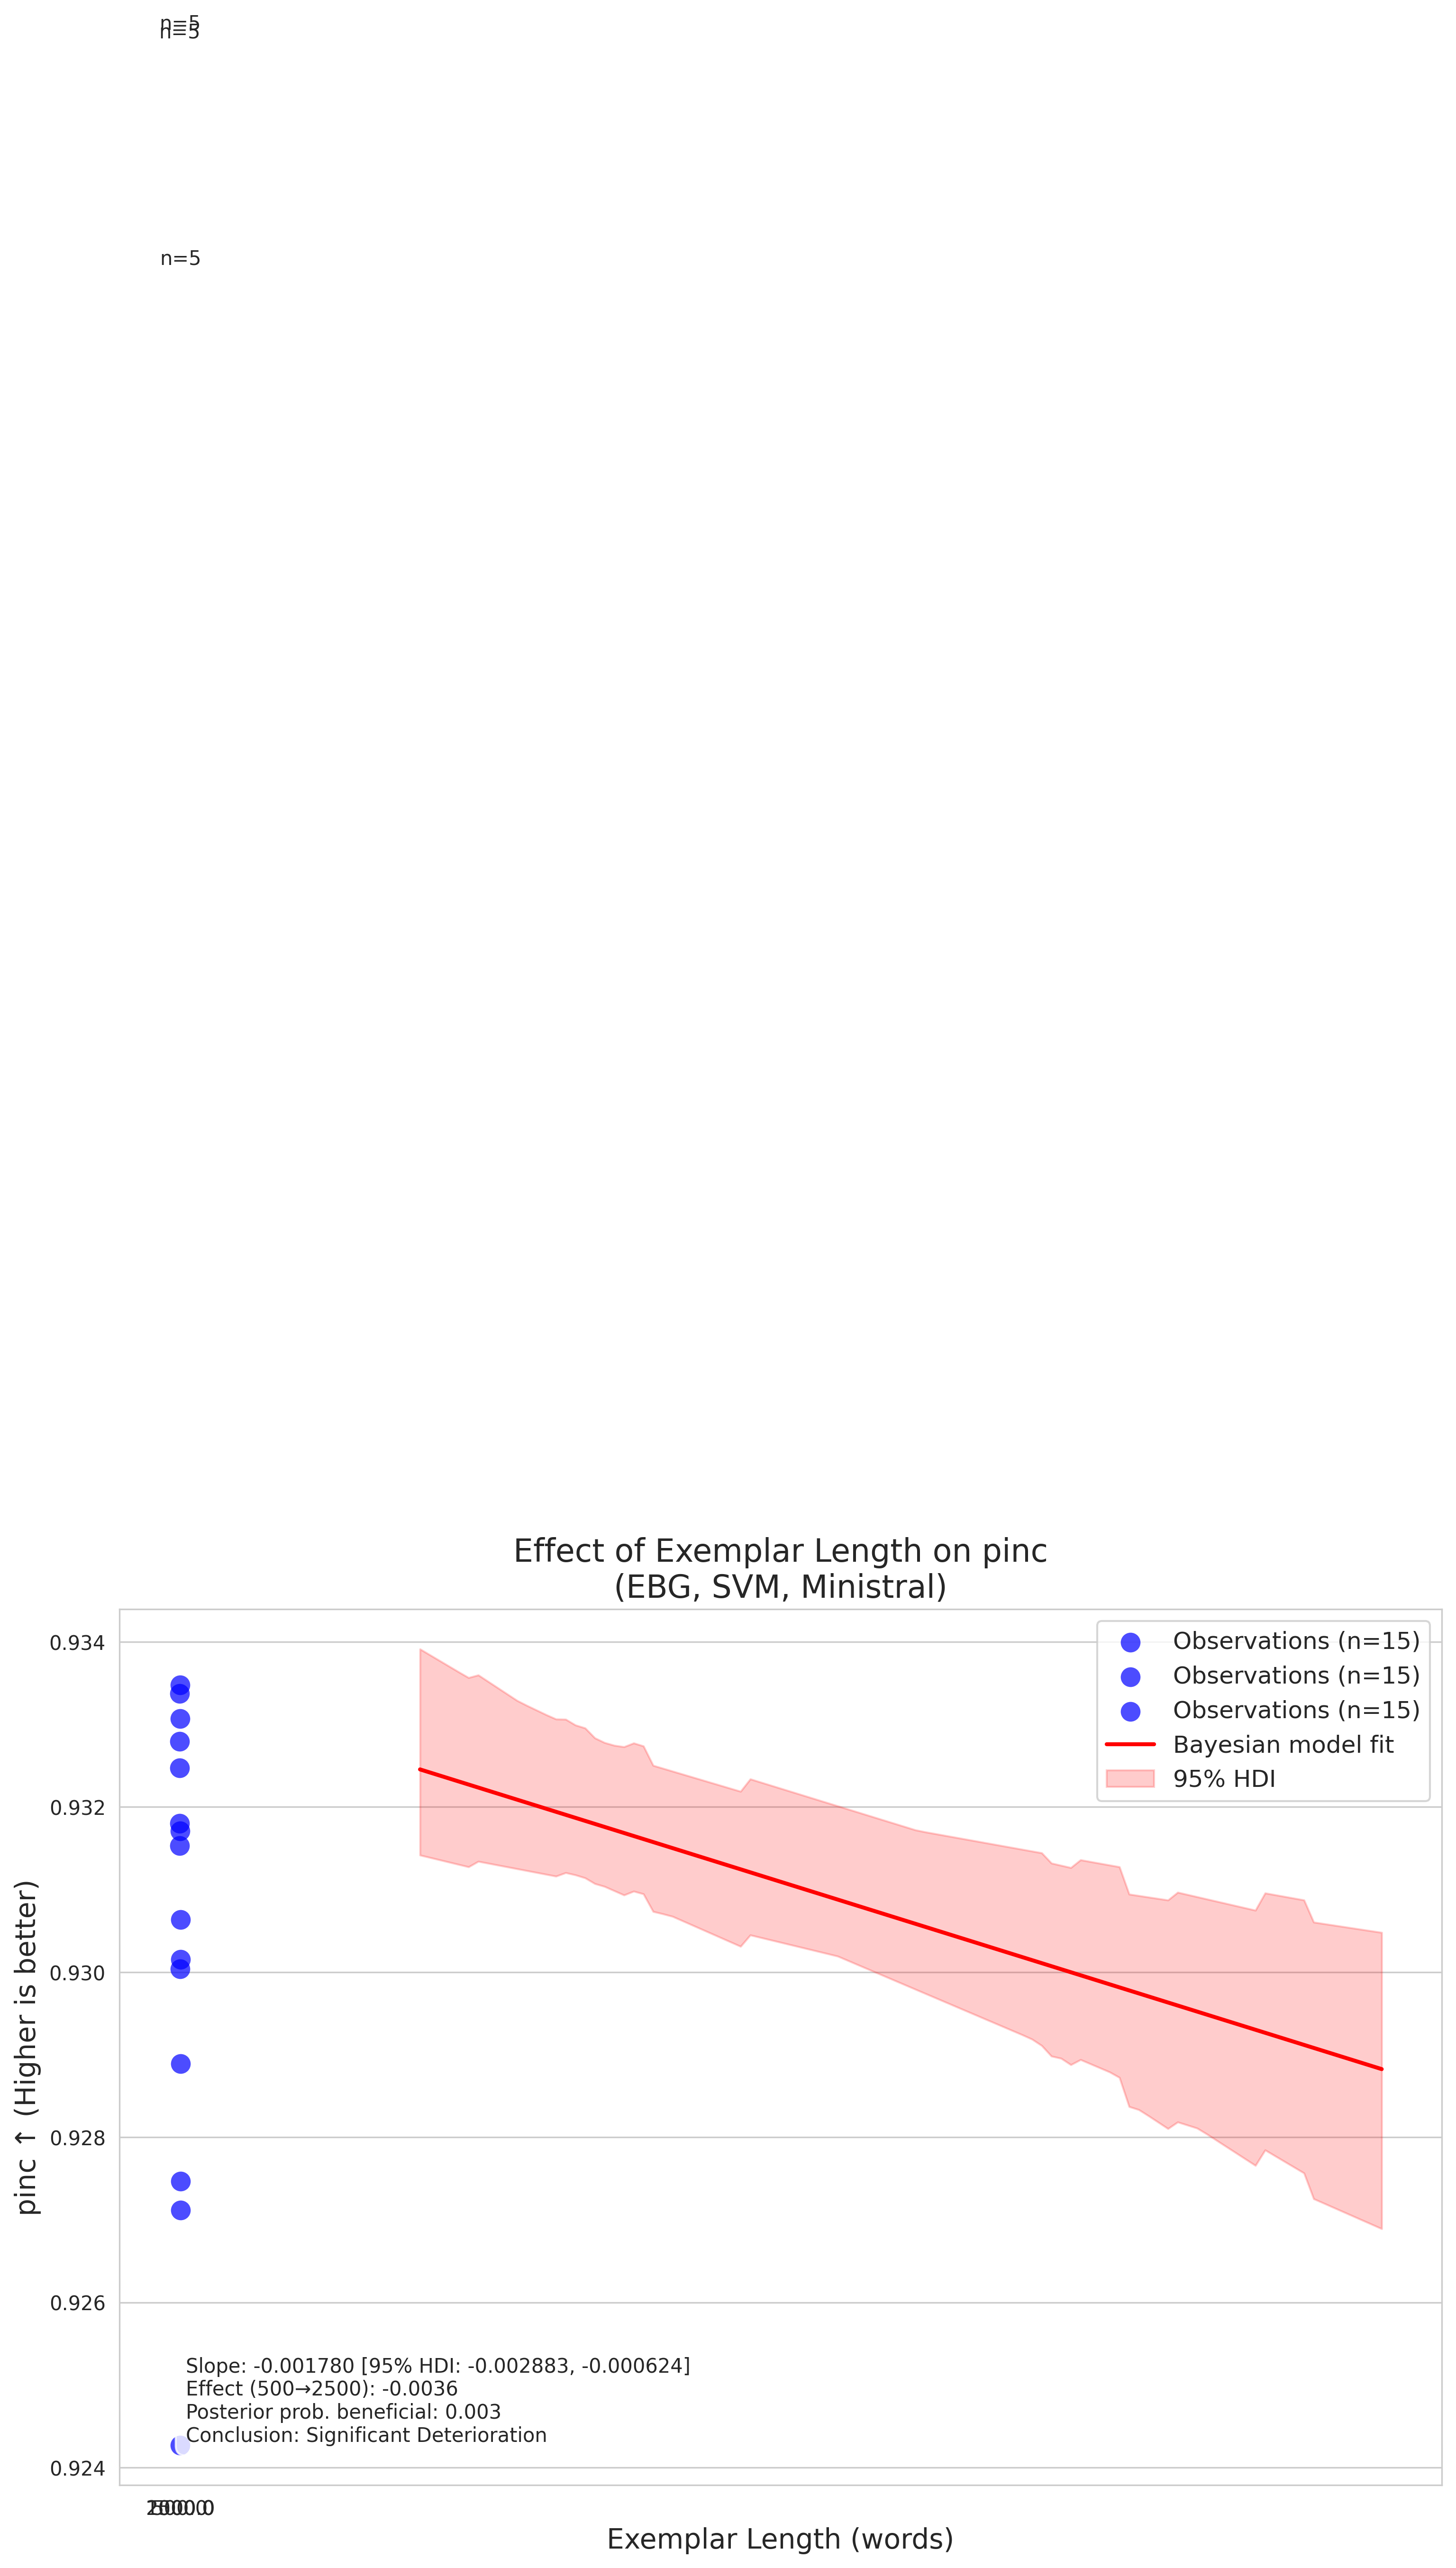 n=5
n=5
n=5
Effect of Exemplar Length on pinc
(EBG, SVM, Ministral)
Observations (n=15)
Observations (n=15)
Observations (n=15)
Bayesian model fit
95% HDI
pinc ↑ (Higher is better)
0.934
0.932
0.930
0.928
0.926
0.924
Slope: -0.001780 [95% HDI: -0.002883, -0.000624]
Effect (500→2500): -0.0036
Posterior prob. beneficial: 0.003
Conclusion: Significant Deterioration
Exemplar Length (words)